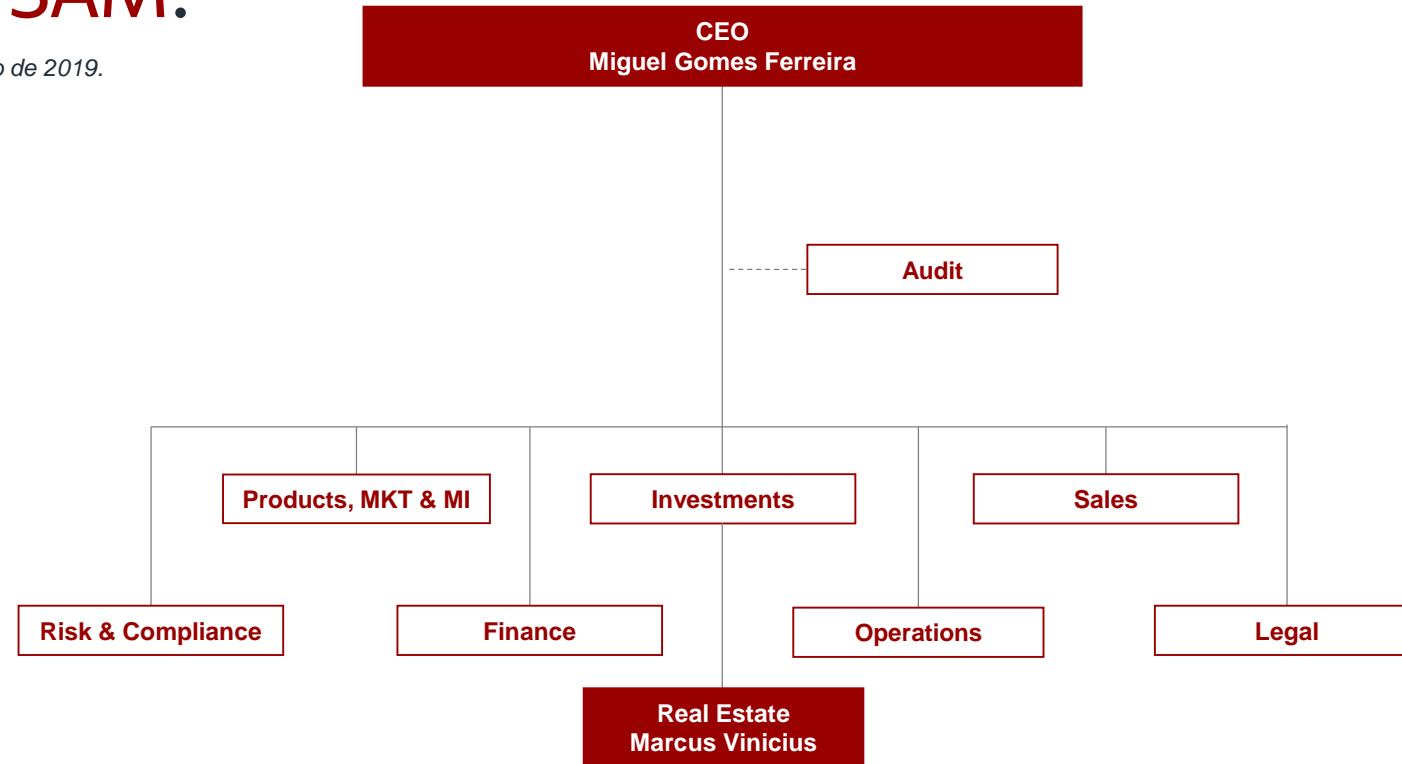 SAM.
de 2019.
CEO
Miguel Gomes Ferreira
Audit
Products, MKT & MI
Investments
Sales
Risk & Compliance
Finance
Operations
Legal
Real Estate
Marcus Vinicius